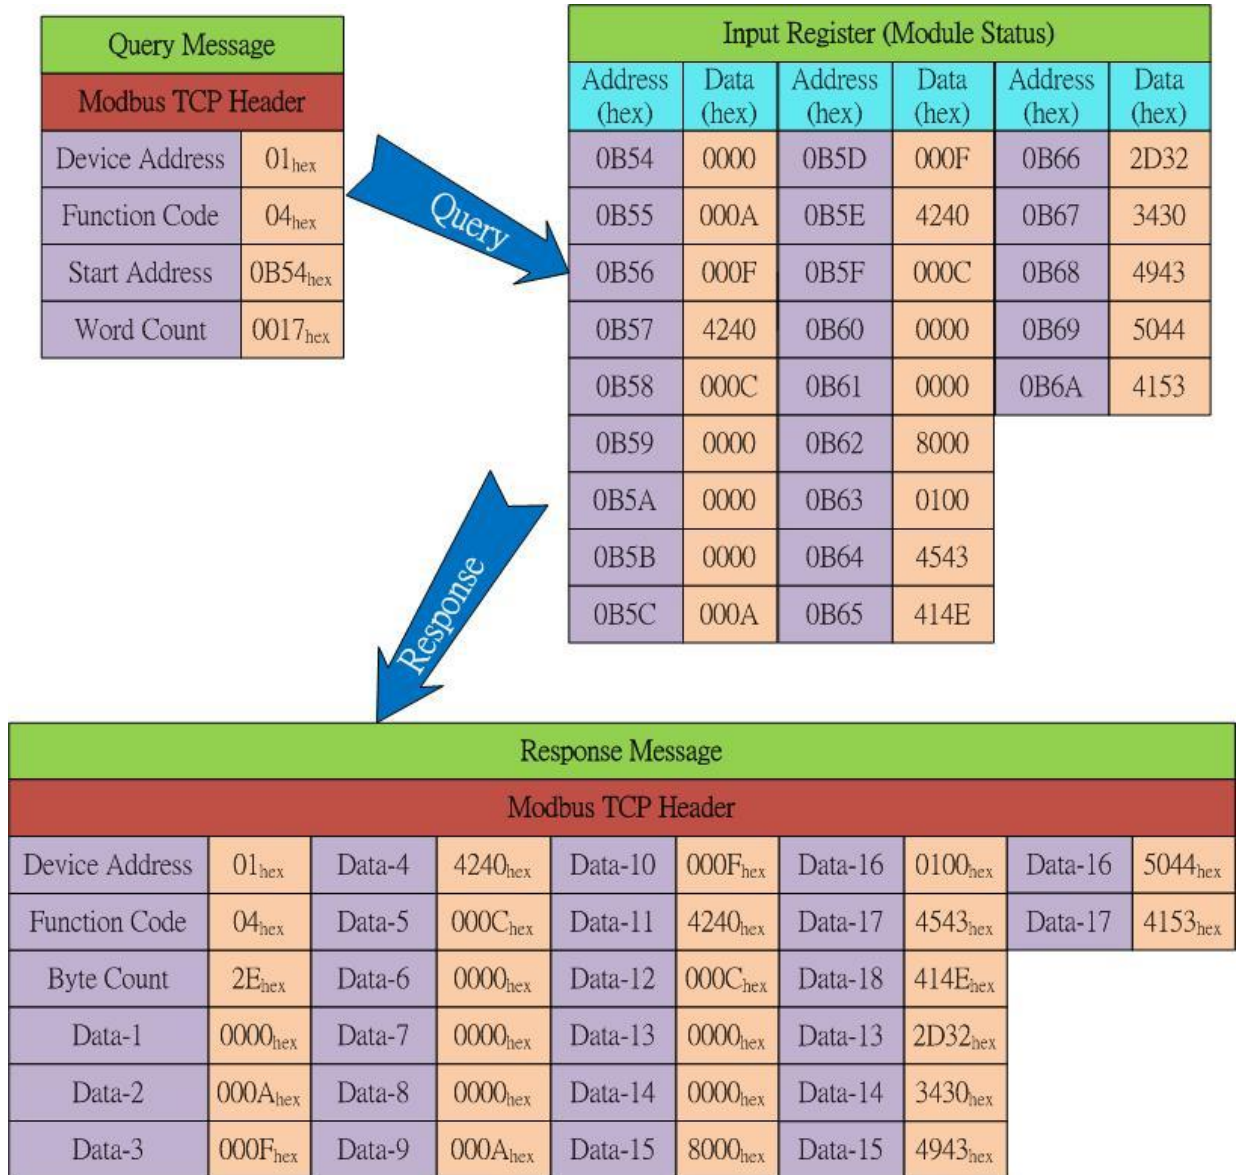 Query Message
Modbus TCP Header
Device Address 01hex
Function Code 04hex
Start Address 0B54hex
Word Count 0017hex
Query
Input Register (Module Status)
Address (hex) Data (hex) Address (hex) Data (hex) Address (hex) Data (hex)
0B54 0000 0B5D 000F 0B66 2D32
0B55 000A 0B5E 4240 0B67 3430
0B56 000F 0B5F 000C 0B68 4943
0B57 4240 0B60 0000 0B69 5044
0B58 000C 0B61 0000 0B6A 4153
0B59 0000 0B62 8000
0B5A 0000 0B63 0100
0B5B 0000 0B64 4543
0B5C 000A 0B65 414E
Response
Response Message
Modbus TCP Header
Device Address 01hex Data-4 4240hex Data-10 000Fhex Data-16 0100hex Data-16 5044hex
Function Code 04hex Data-5 000Chex Data-11 4240hex Data-17 4543hex Data-17 4153hex
Byte Count 2Ehex Data-6 0000hex Data-12 000Chex Data-18 414Ehex
Data-1 0000hex Data-7 0000hex Data-13 0000hex Data-13 2D32hex
Data-2 000Ahex Data-8 0000hex Data-14 0000hex Data-14 3430hex
Data-3 000Fhex Data-9 000Ahex Data-15 8000hex Data-15 4943hex